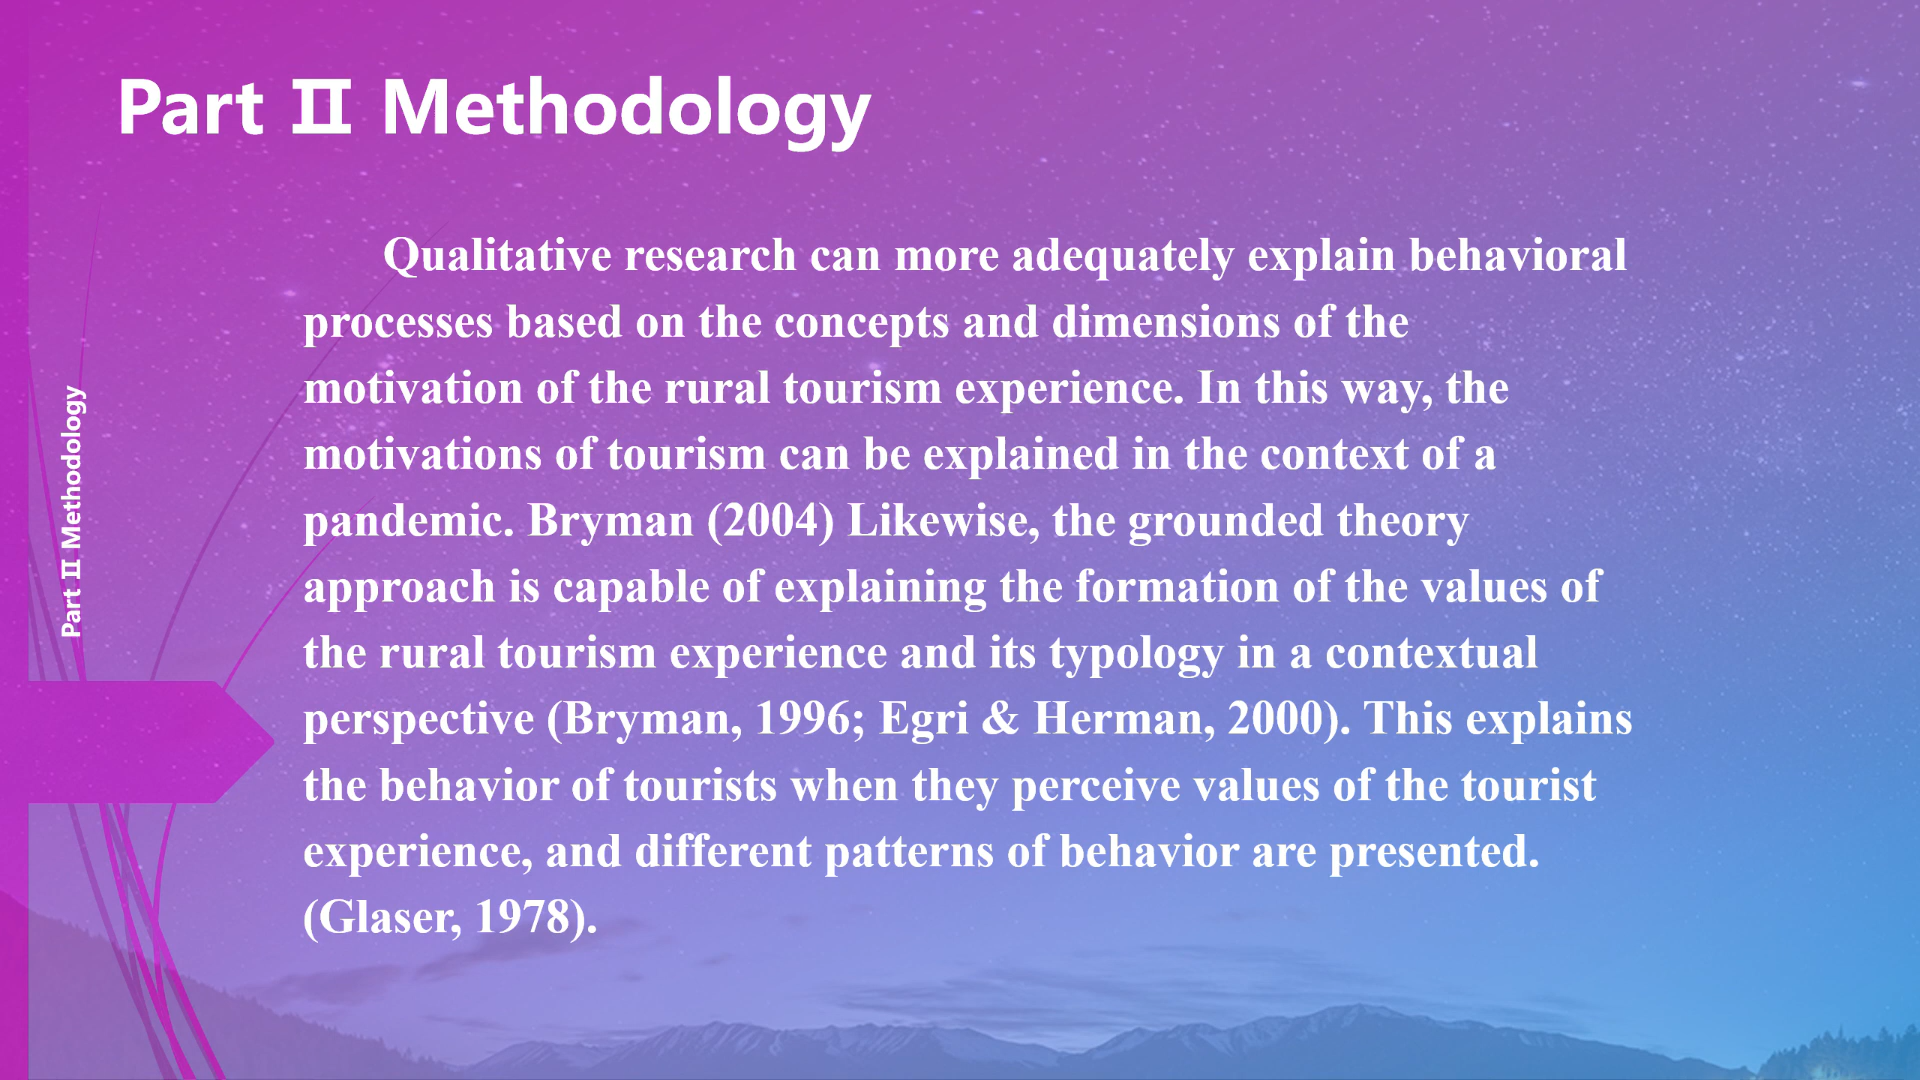 Part Ⅱ Methodology
Part Ⅱ Methodology
Qualitative research can more adequately explain behavioral
processes based on the concepts and dimensions of the
motivation of the rural tourism experience. In this way, the
motivations of tourism can be explained in the context of a
pandemic. Bryman (2004) Likewise, the grounded theory
approach is capable of explaining the formation of the values of
the rural tourism experience and its typology in a contextual
perspective (Bryman, 1996; Egri & Herman, 2000). This explains
the behavior of tourists when they perceive values of the tourist
experience, and different patterns of behavior are presented.
(Glaser, 1978).